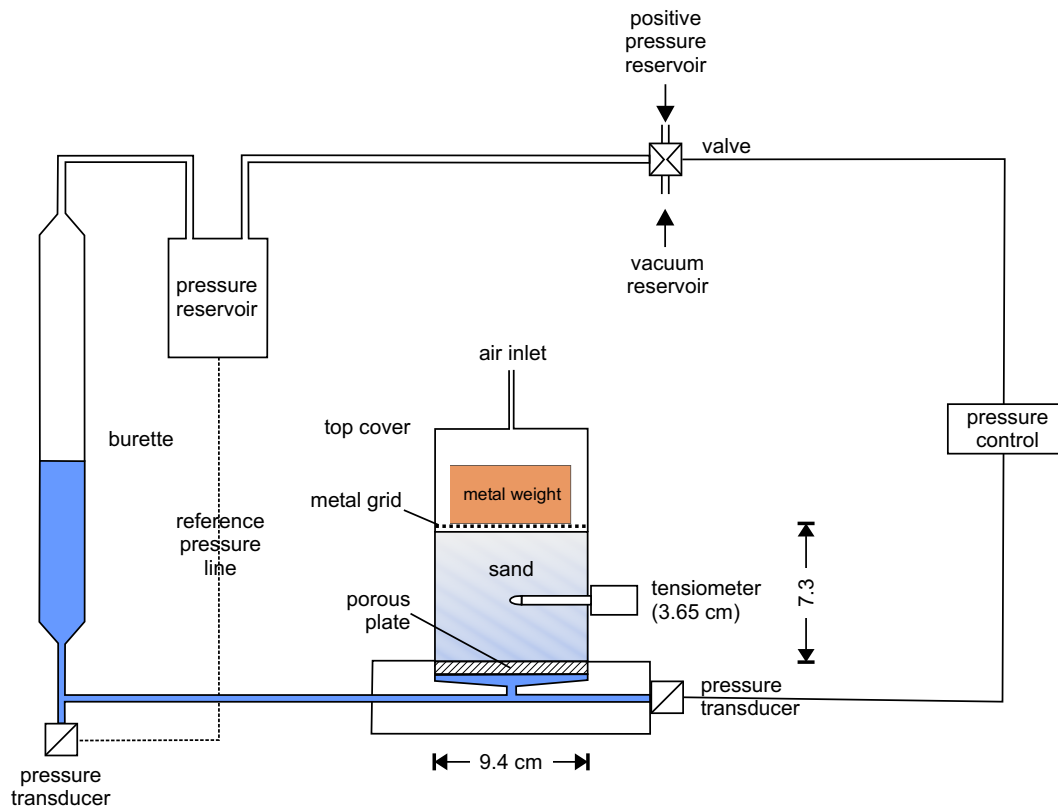 positive
pressure
reservoir
valve
vacuum
reservoir
pressure
reservoir
air inlet
top cover
burette
pressure
control
metal weight
metal grid
reference
pressure
line
sand
tensiometer
(3.65 cm)
7.3
porous
plate
pressure
transducer
9.4 cm
pressure
transducer